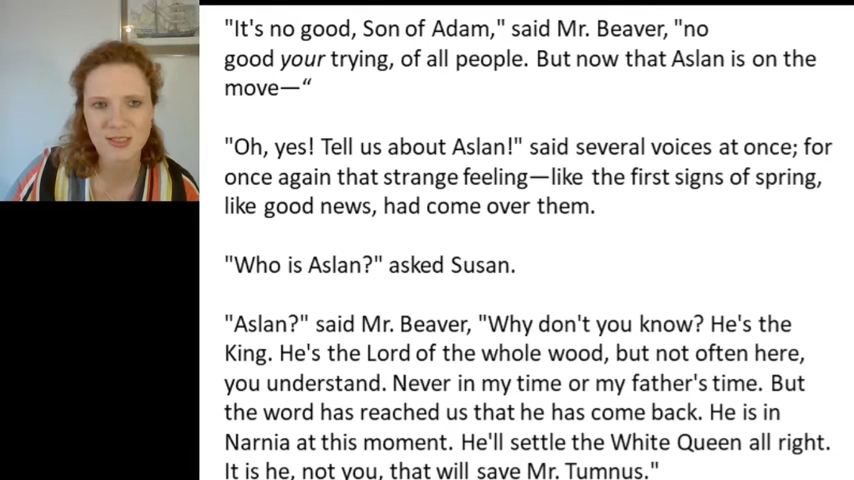 "It's no good, Son of Adam," said Mr. Beaver, "no
good your trying, of all people. But now that Aslan is on the
move—“
"Oh, yes! Tell us about Aslan!" said several voices at once; for
once again that strange feeling—like the first signs of spring,
like good news, had come over them.
"Who is Aslan?" asked Susan.
"Aslan?" said Mr. Beaver, "Why don't you know? He's the
King. He's the Lord of the whole wood, but not often here,
you understand. Never in my time or my father's time. But
the word has reached us that he has come back. He is in
Narnia at this moment. He'll settle the White Queen all right.
It is he, not you, that will save Mr. Tumnus."